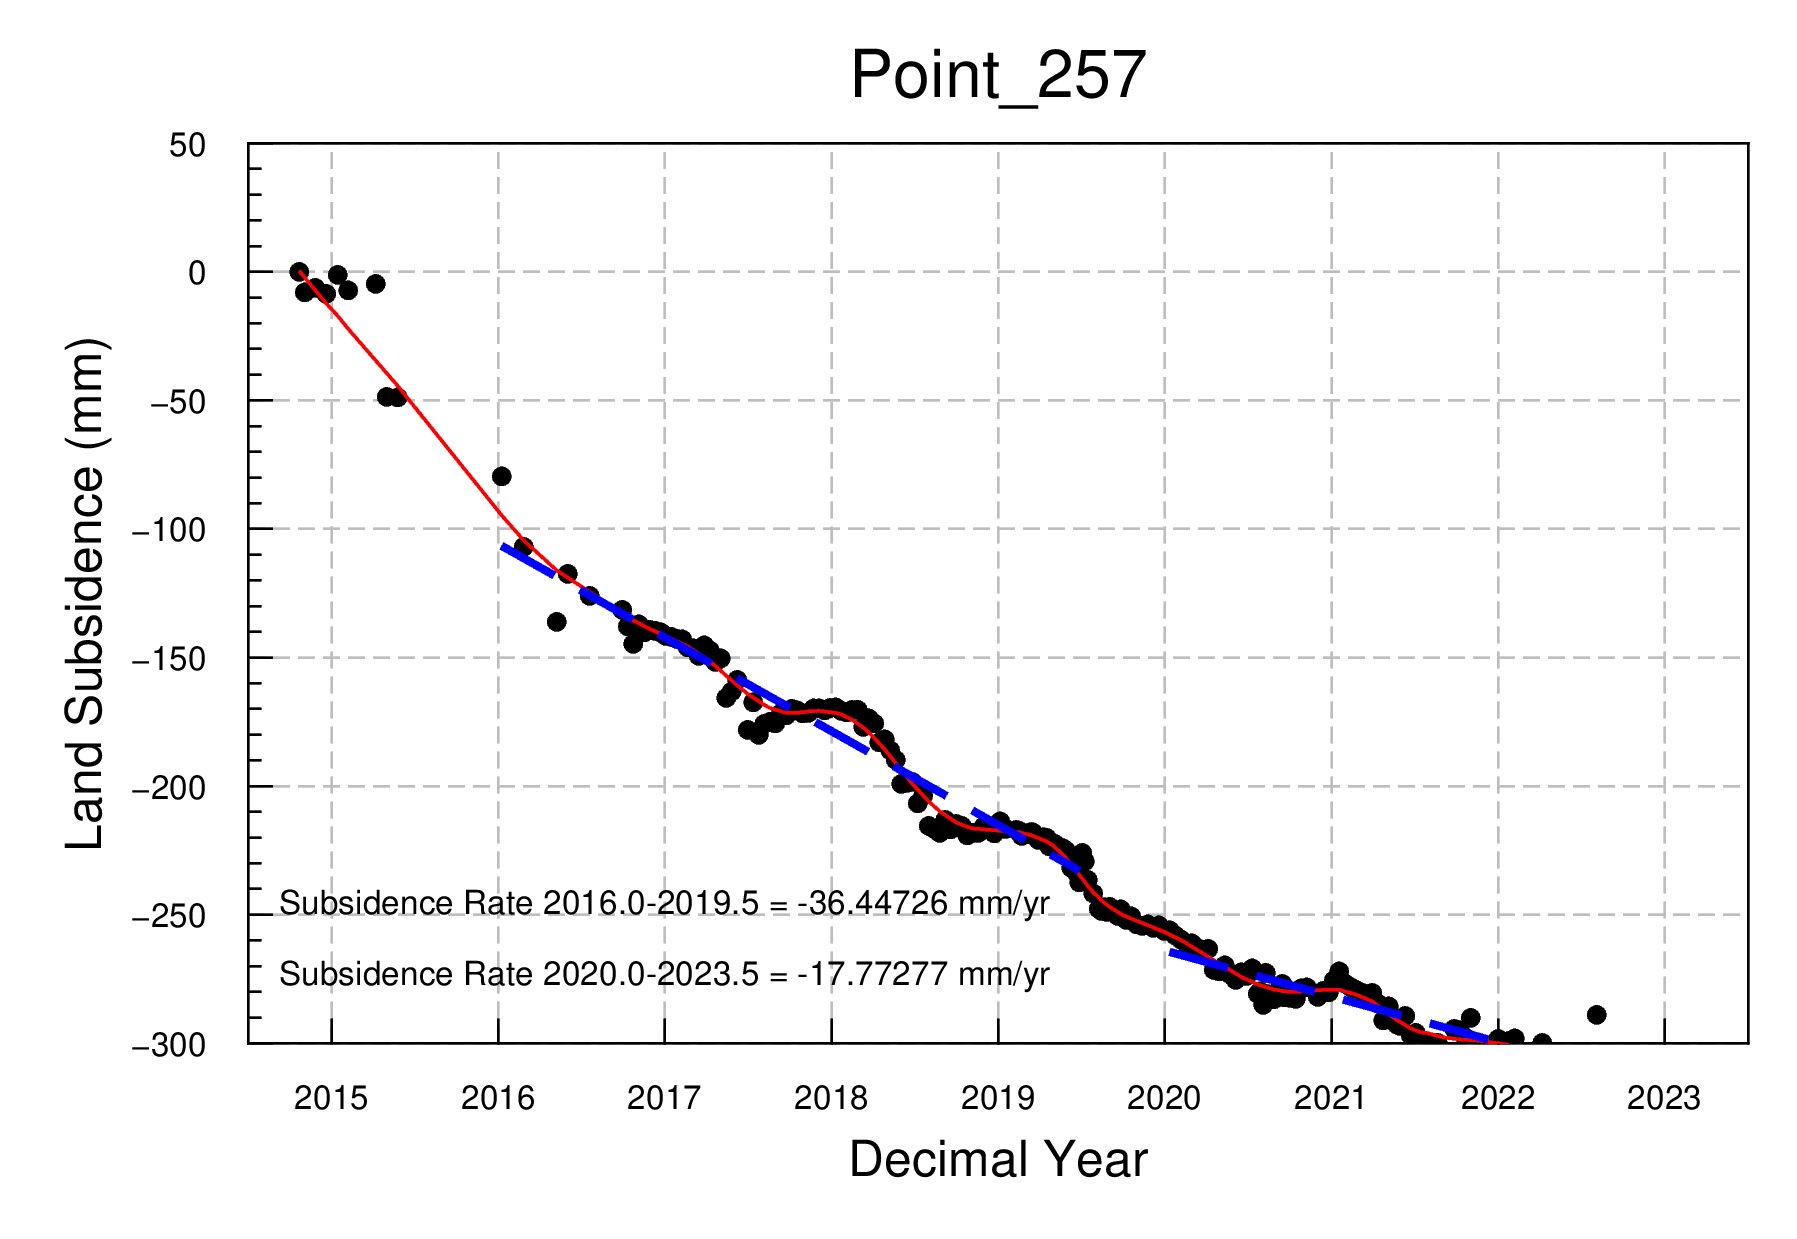 Point_257
50
0
−50
−100
−150
−200
−250
−300
Land Subsidence (mm)
Subsidence Rate 2016.0-2019.5 = -36.44726 mm/yr
Subsidence Rate 2020.0-2023.5 = -17.77277 mm/yr
2015 2016 2017 2018 2019 2020 2021 2022 2023
Decimal Year